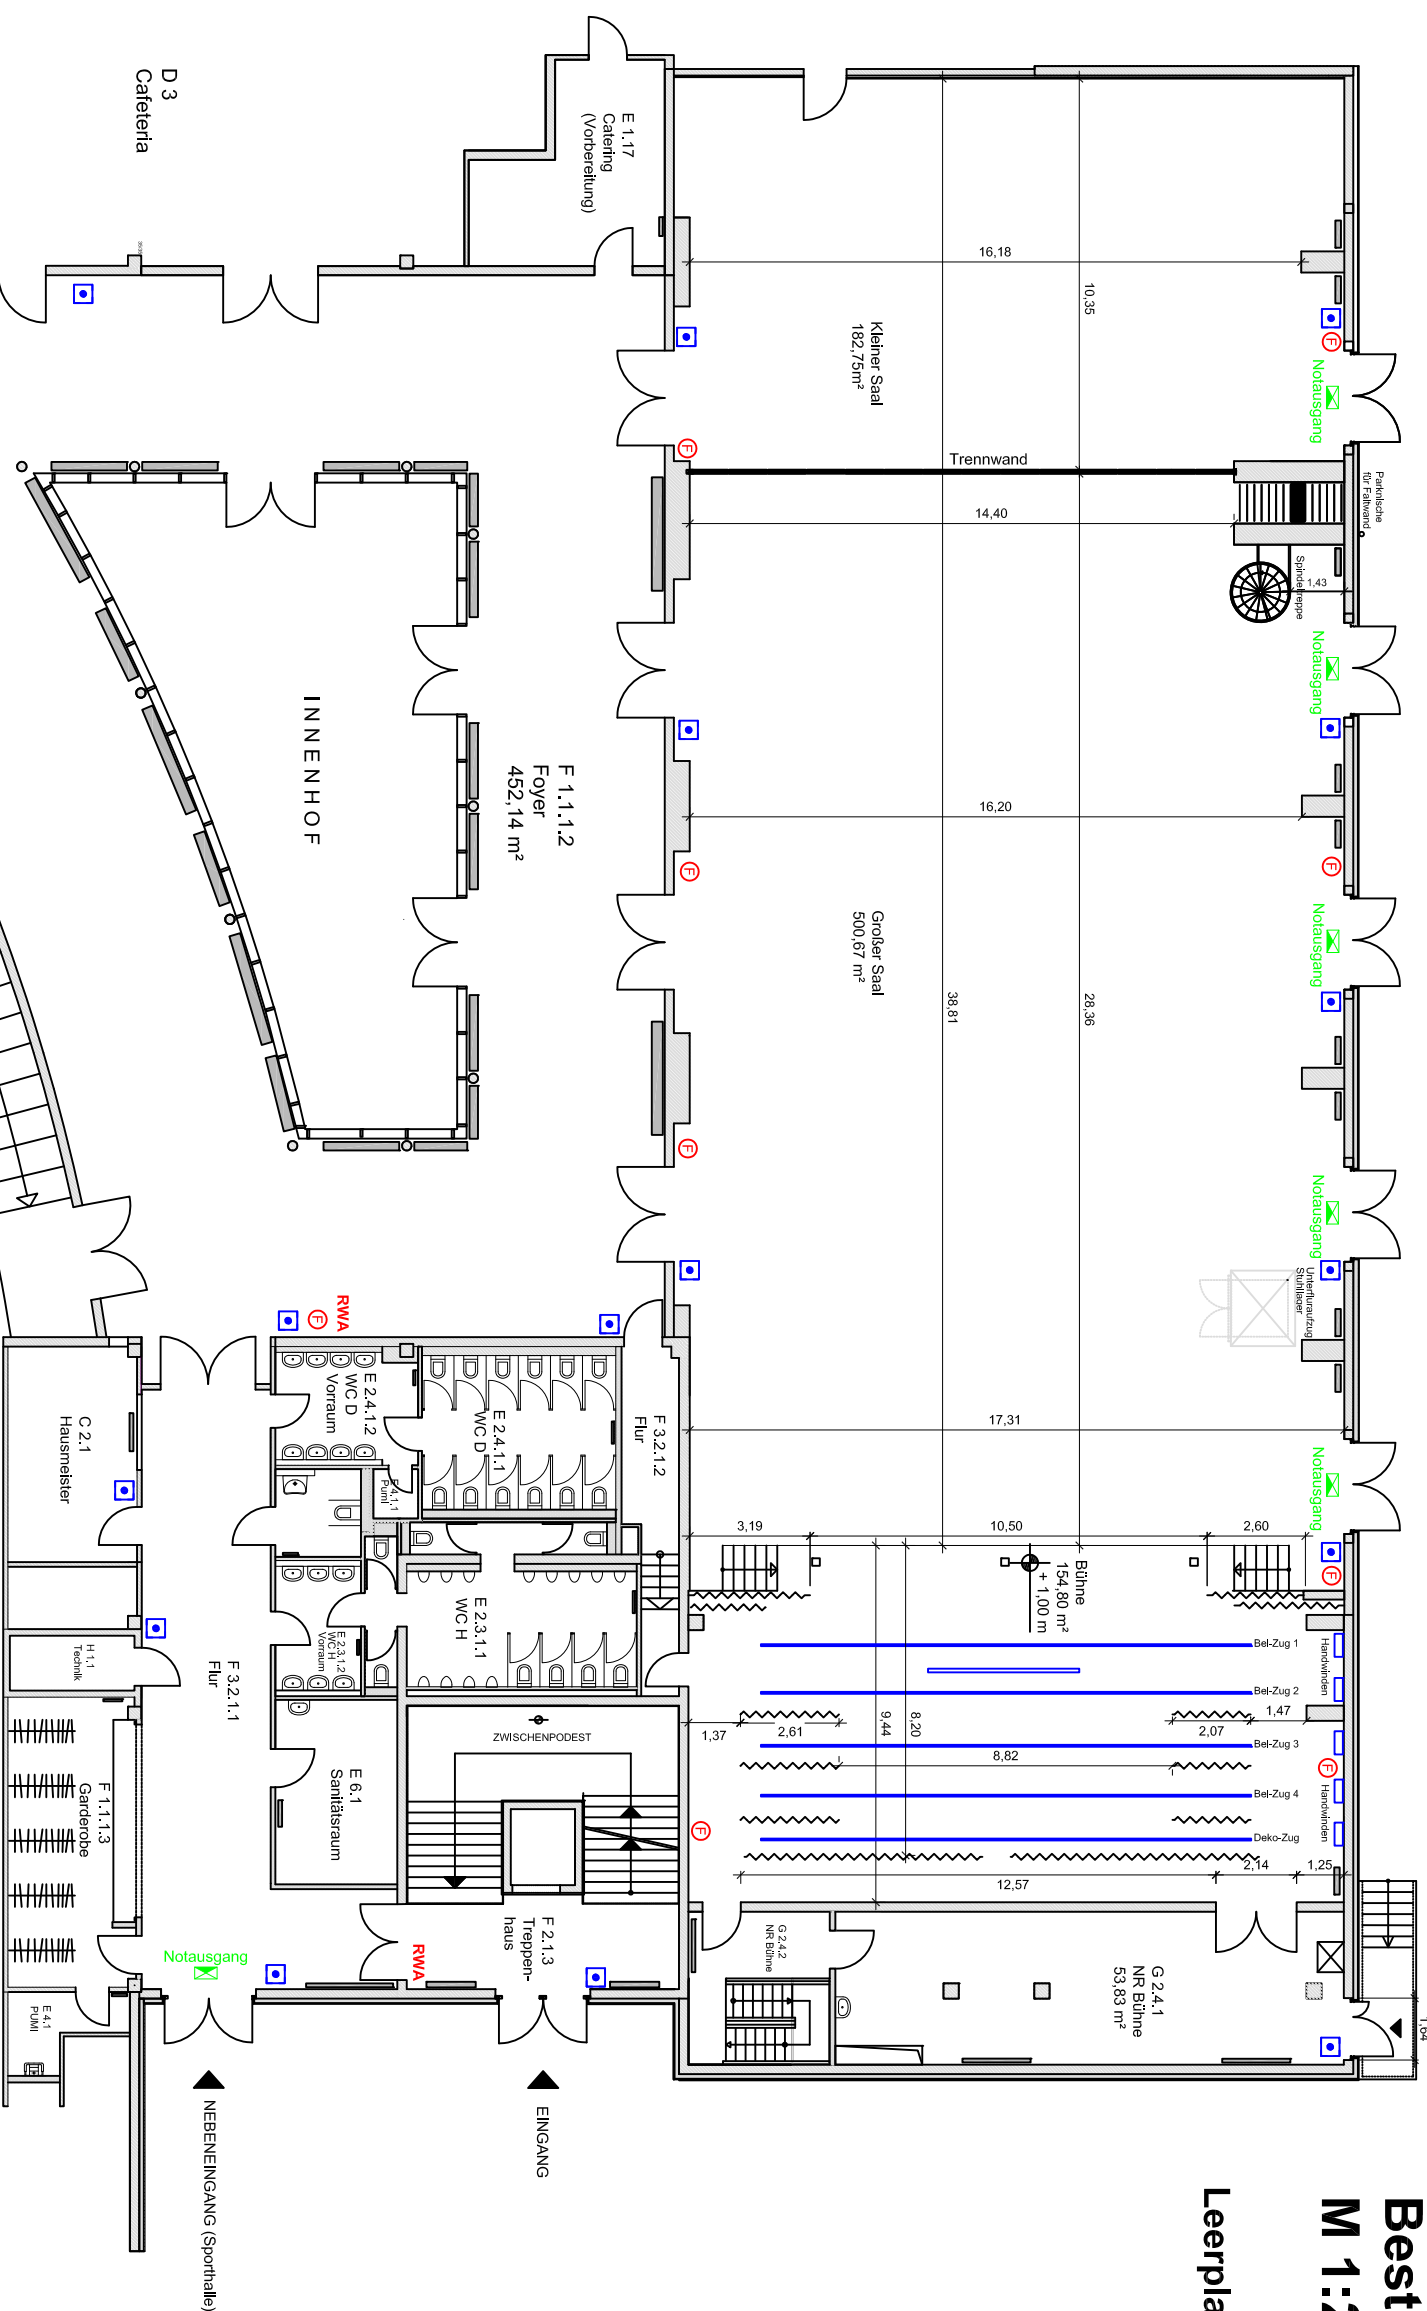 D 3
Cafeteria
E 1.17
Catering
(Vorbereitung)
16,18
10,35
Kleiner Saal
182,75m²
Notausgang
F
F
Trennwand
Parknische
für Faltwand
14,40
Spindeltreppe
1,43
Notausgang
INNENHOF
F 1.1.1.2
Foyer
452,14 m²
16,20
F
F
Großer Saal
500,67 m²
Notausgang
38,81
28,36
F
Notausgang
Unterfluraufzug
Stuhllager
RWA
F
17,31
Notausgang
C 2.1
Hausmeister
E 2.4.1.2
WC D
Vorraum
E 2.4.1.1
WC D
F 3.2.1.2
Flur
E 4.1.1
Pumi
3,19
10,50
2,60
F
Bühne
154,80 m²
+ 1,00 m
H 1.1
Technik
F 3.2.1.1
Flur
E 2.3.1.2
WC H
Vorraum
E 2.3.1.1
WC H
Bel-Zug 1
Bel-Zug 2
Bel-Zug 3
Bel-Zug 4
Deko-Zug
Handwinden
Handwinden
1,47
1,37
2,61
9,44
8,20
2,07
8,82
F
F
ZWISCHENPODEST
F 1.1.1.3
Garderobe
E 6.1
Sanitätsraum
12,57
2,14
1,25
Notausgang
RWA
F 2.1.3
Treppen-
haus
G 2.4.2
NR Bühne
G 2.4.1
NR Bühne
53,83 m²
1,64
E 4.1
PUMI
NEBENEINGANG (Sporthalle)
EINGANG
Best
M 1:2
Leerpla